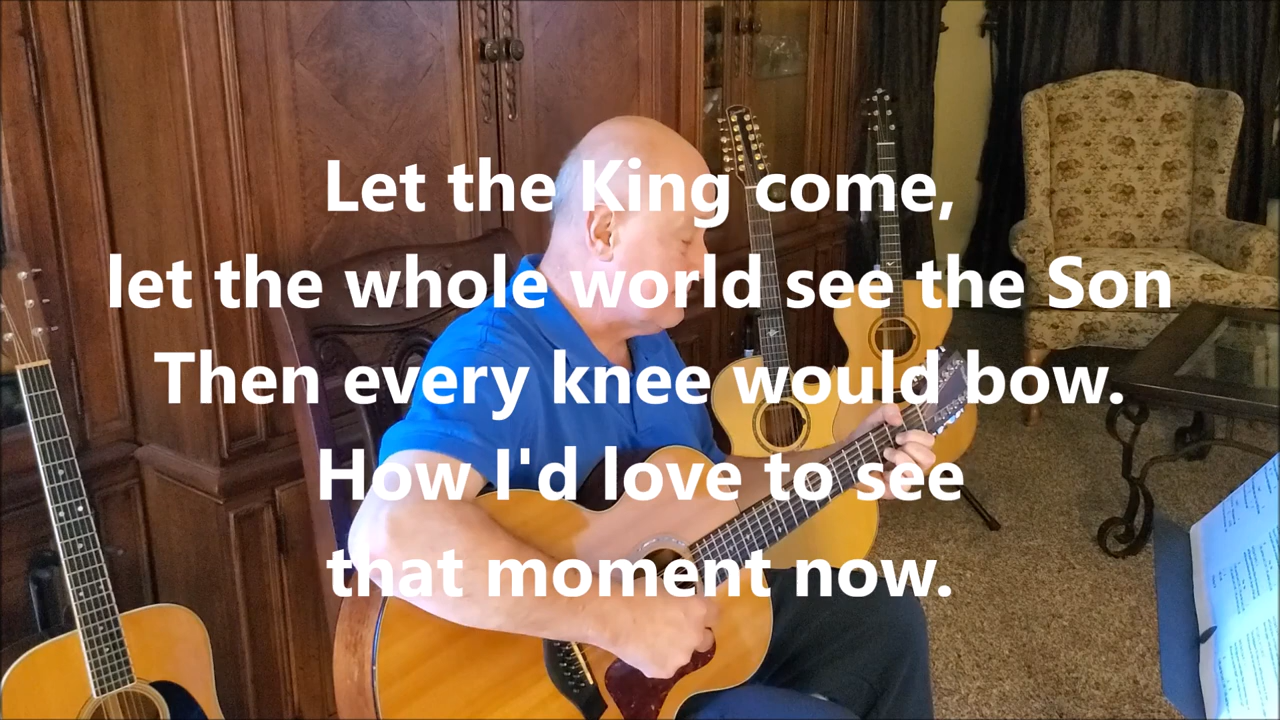 Let the King come,
let the whole world see the Son
Then every knee would bow.
How I'd love to see
that moment now.